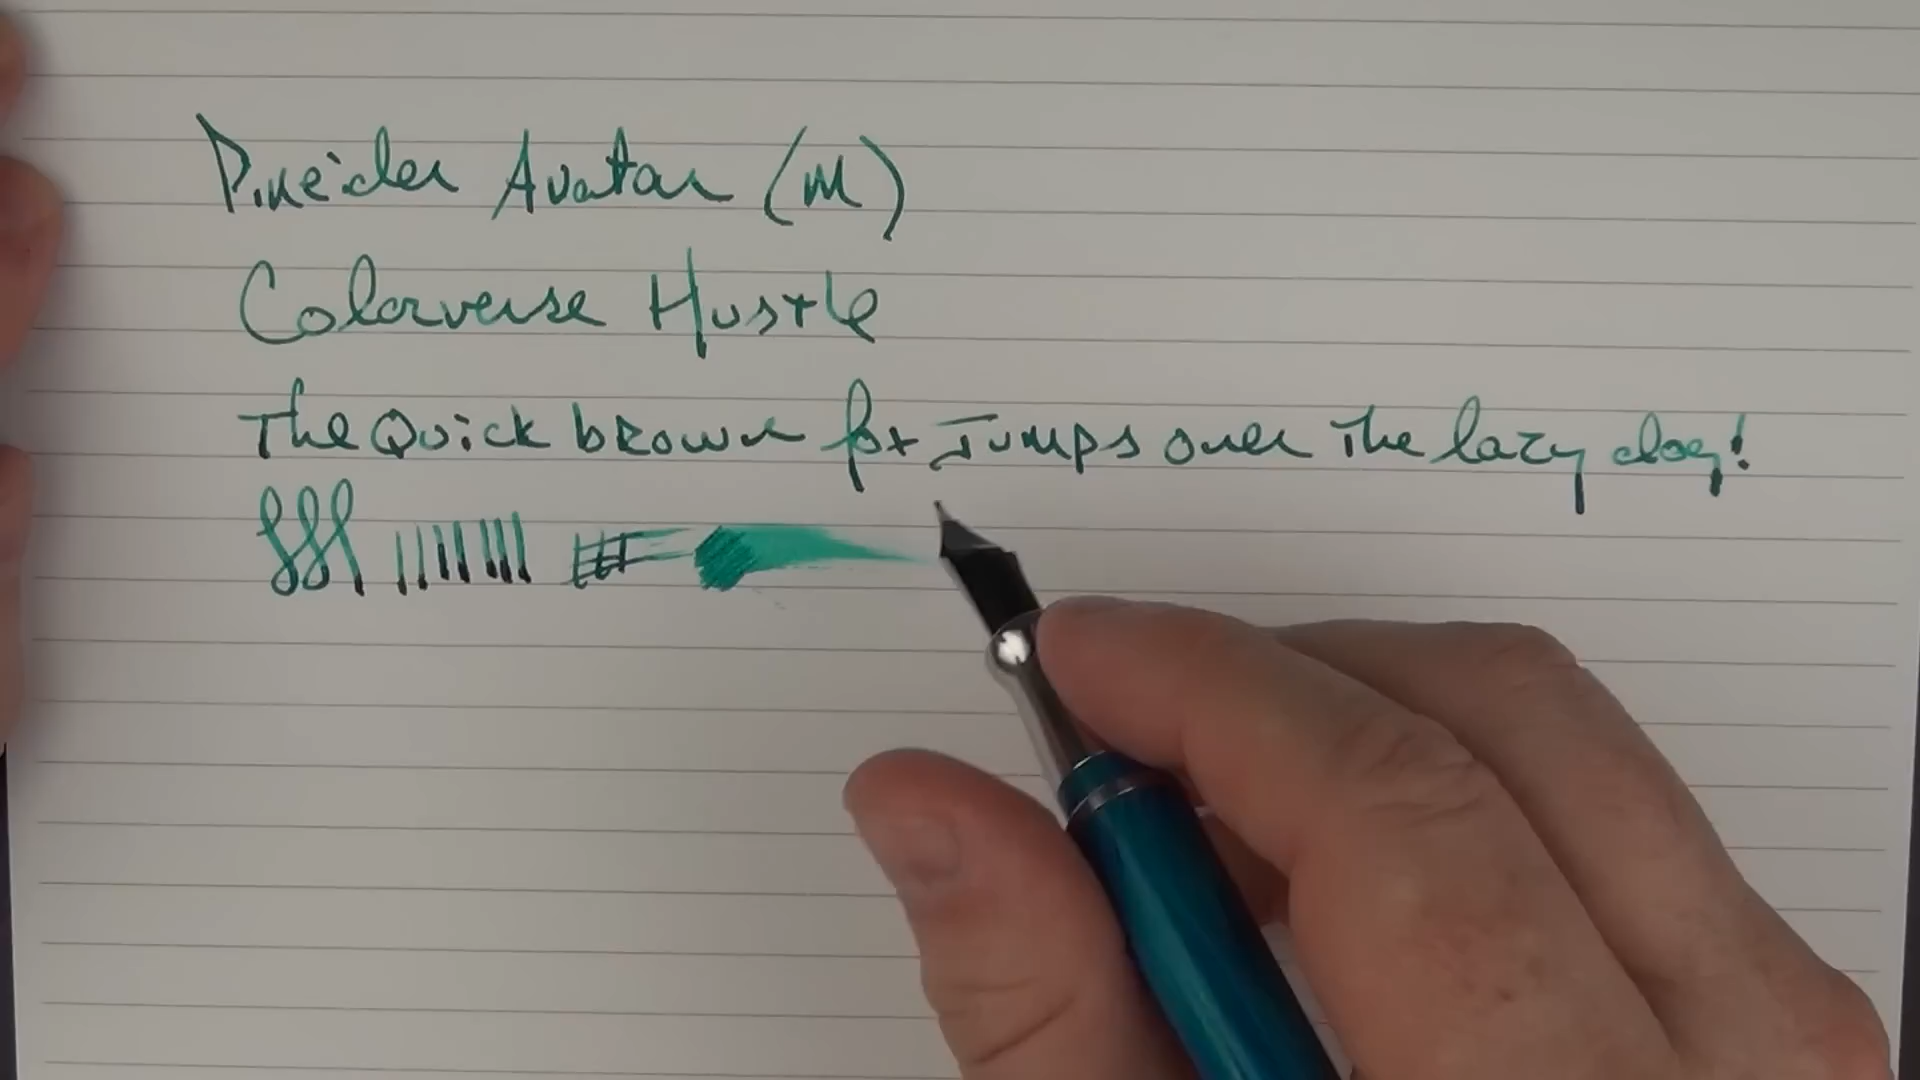 Pineider Avatar (M)
Colorverse Hustle
The Quick brown fox Jumps over The lazy dog!